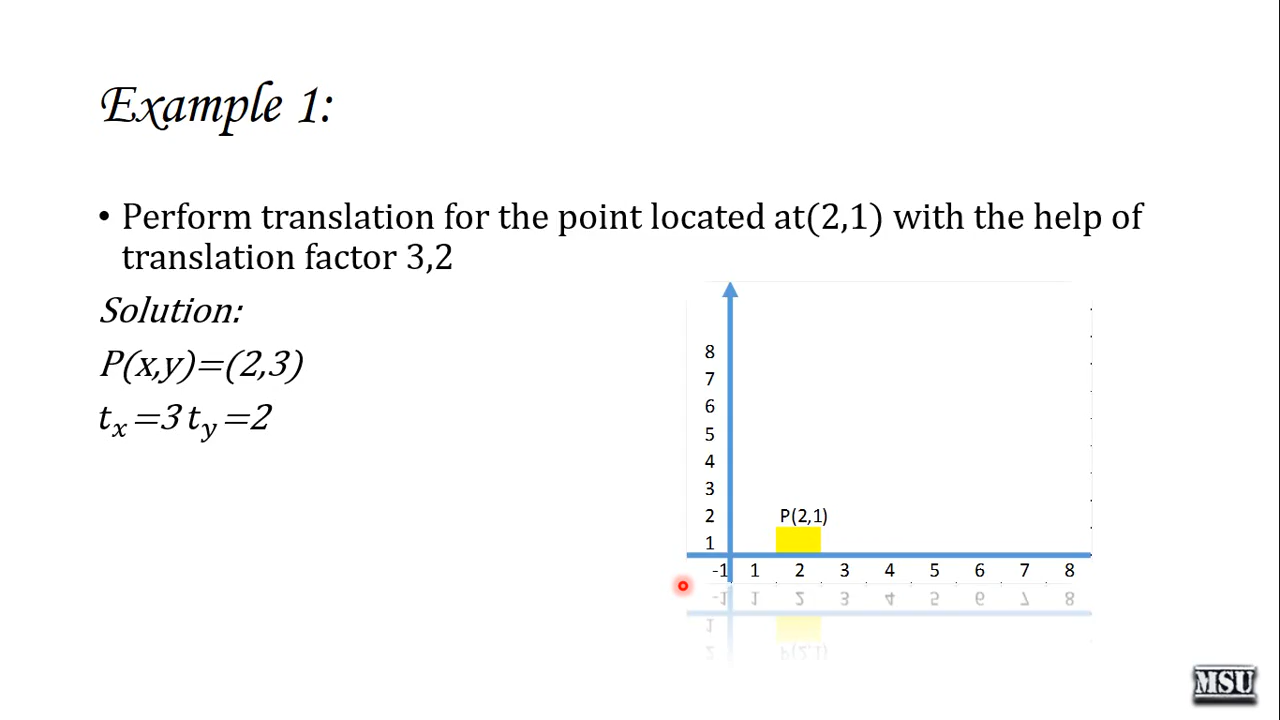 Example 1:
• Perform translation for the point located at(2,1) with the help of
translation factor 3,2
Solution:
P(x,y)=(2,3)
tx =3 ty =2
8
7
6
5
4
3
2 P(2,1)
1
-1 1 2 3 4 5 6 7 8
MSU